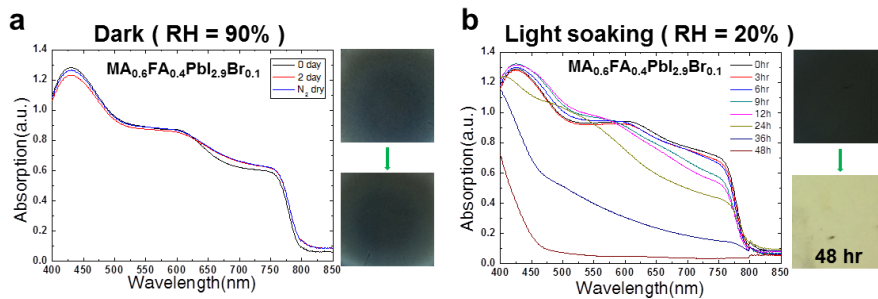 a Dark ( RH = 90% )
MA0.6FA0.4PbI2.9Br0.1
0 day
2 day
N2 dry
Absorption(a.u.)
1.4
1.2
1.0
0.8
0.6
0.4
0.2
0.0
400 450 500 550 600 650 700 750 800 850
Wavelength(nm)
b Light soaking ( RH = 20% )
MA0.6FA0.4PbI2.9Br0.1
0hr
3hr
6hr
9hr
12h
24h
36h
48h
Absorption(a.u.)
1.4
1.2
1.0
0.8
0.6
0.4
0.2
0.0
400 450 500 550 600 650 700 750 800 850
Wavelength(nm)
48 hr